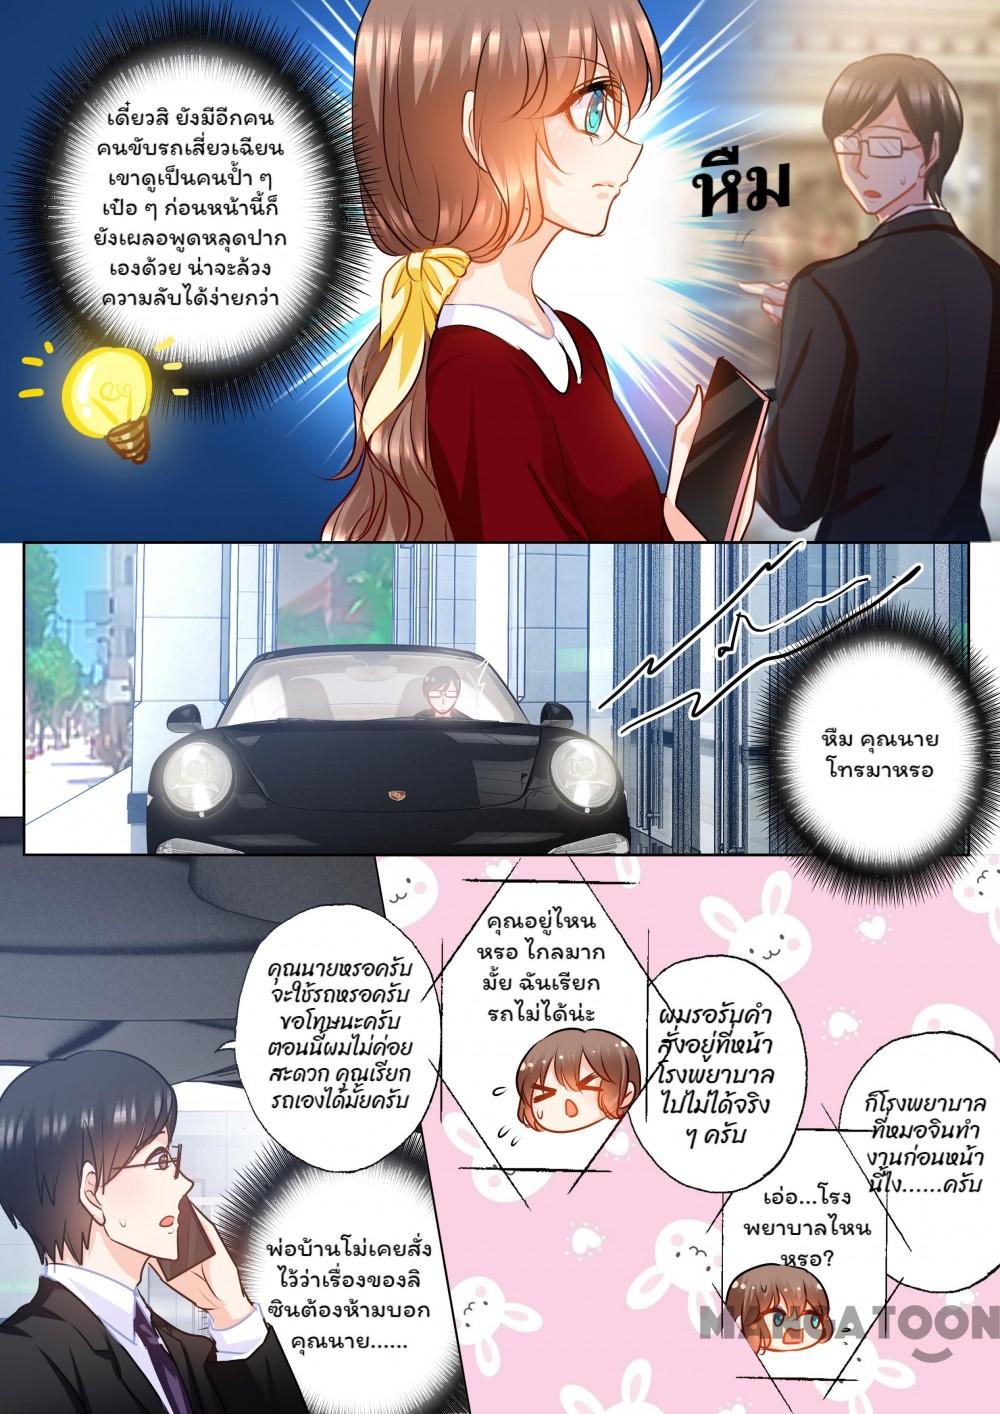 เดี๋ยวสิ ยังมีอีกคน
คนขับรถเสี่ยวเฉียน
เขาดูเป็นคนป้ำ ๆ
เป๋อ ๆ ก่อนหน้านี้ก็
ยังเผลอพูดหลุดปาก
เองด้วย น่าจะล้วง
ความลับได้ง่ายกว่า
หืม
หืม คุณนาย
โทรมาหรอ
คุณนายหรอครับ
จะใช้รถหรอครับ
ขอโทษนะครับ
ตอนนี้ผมไม่ค่อย
สะดวก คุณเรียก
รถเองได้มั้ยครับ
คุณอยู่ไหน
หรอ ไกลมาก
มั้ย ฉันเรียก
รถไม่ได้น่ะ
ผมรอรับคำ
สั่งอยู่ที่หน้า
โรงพยาบาล
ไปไม่ได้จริง
ๆ ครับ
เอ่อ...โรง
พยาบาลไหน
หรอ?
ก็โรงพยาบาล
ที่หมอจินทำ
งานก่อนหน้า
นี้ไง......ครับ
พ่อบ้านโม่เคยสั่ง
ไว้ว่าเรื่องของลิ
ซินต้องห้ามบอก
คุณนาย......
MANGATOON